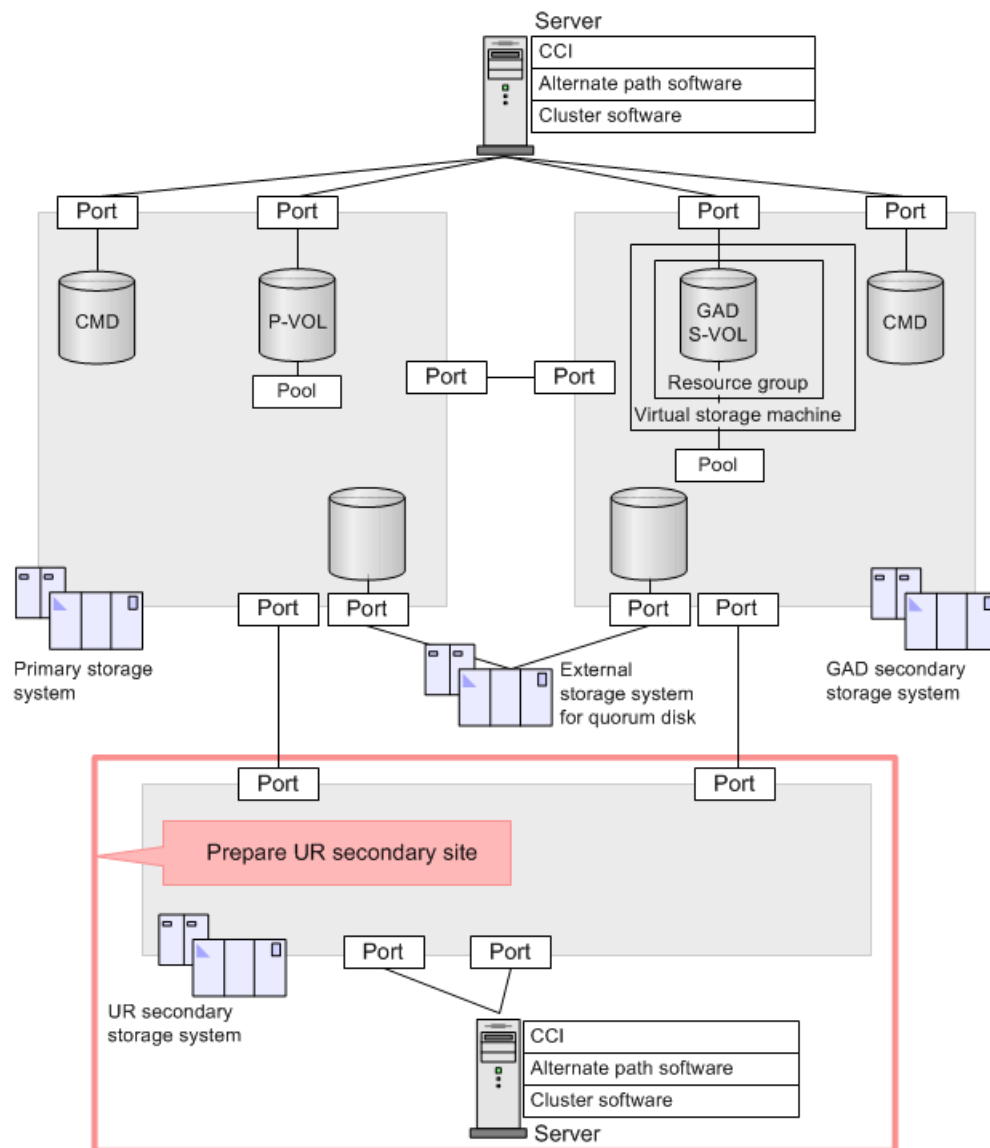 Server
CCI
Alternate path software
Cluster software
Port
Port
Port
Port
CMD
P-VOL
GAD
S-VOL
CMD
Port
Port
Pool
Resource group
Virtual storage machine
Pool
Port
Port
Port
Port
Primary storage
system
External
storage system
for quorum disk
GAD secondary
storage system
Port
Port
Prepare UR secondary site
Port
Port
UR secondary
storage system
CCI
Alternate path software
Cluster software
Server